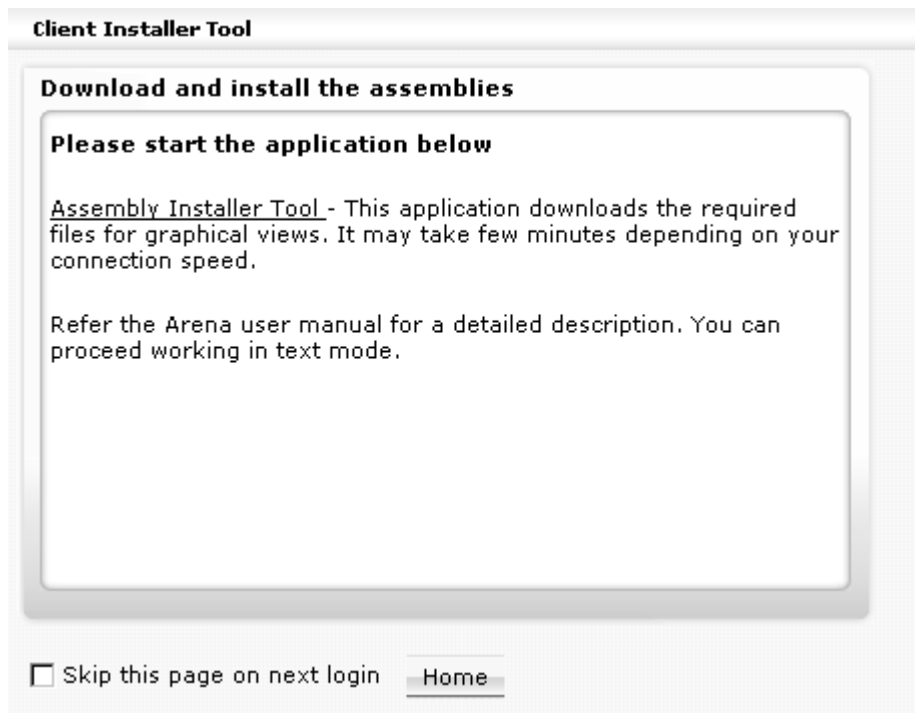 Client Installer Tool
Download and install the assemblies
Please start the application below
Assembly Installer Tool - This application downloads the required
files for graphical views. It may take few minutes depending on your
connection speed.
Refer the Arena user manual for a detailed description. You can
proceed working in text mode.
Skip this page on next login
Home